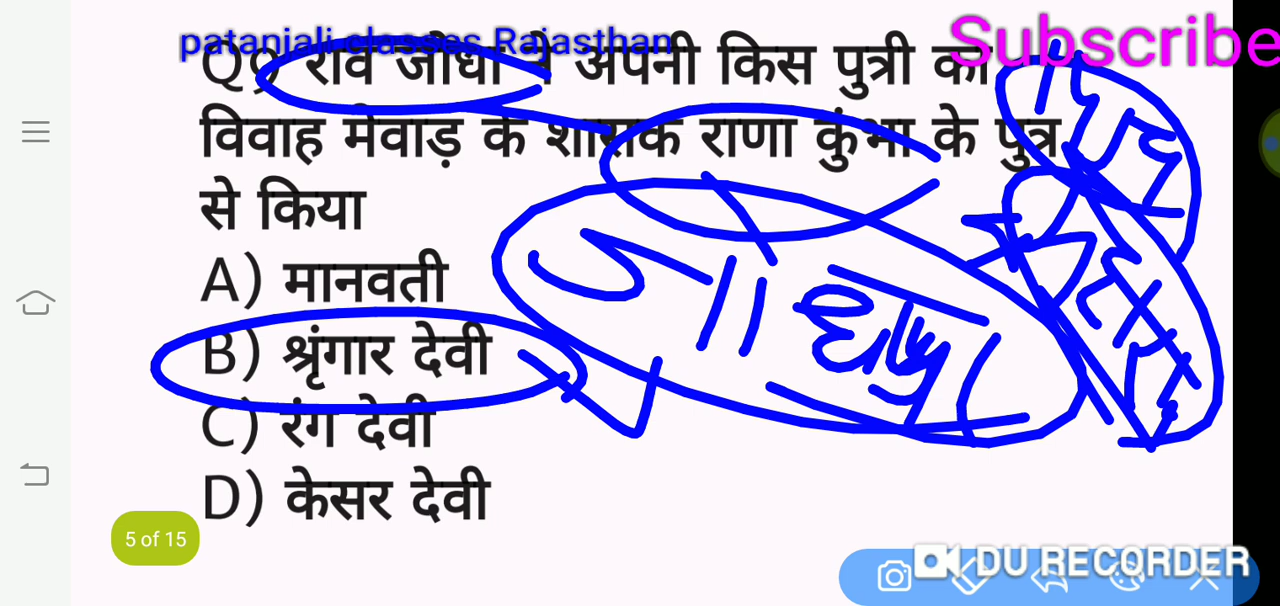 patanjali classes Rajasthan
Subscribe
Q9 राव जोधा ने अपनी किस पुत्री का
विवाह मेवाड़ के शासक राणा कुंभा के पुत्र
से किया
A) मानवती
B) श्रृंगार देवी
C) रंग देवी
D) केसर देवी
5 of 15
DU RECORDER